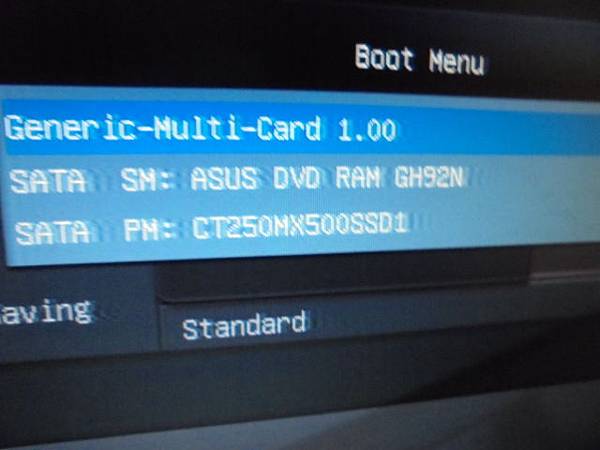 Boot Menu
Generic-Multi-Card 1.00
SATA SM: ASUS DVD RAM GH92N
SATA PM: CT250MX500SSD1
aving
Standard